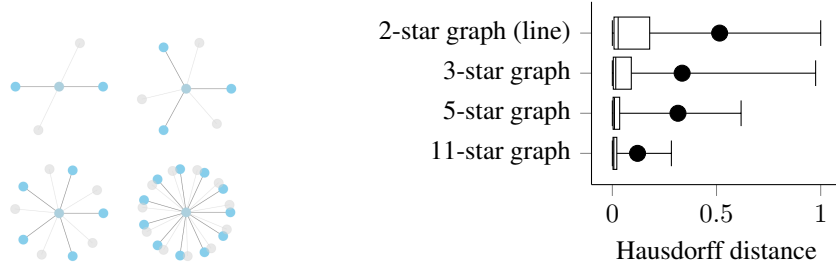 2-star graph (line)
3-star graph
5-star graph
11-star graph
0 0.5 1
Hausdorff distance